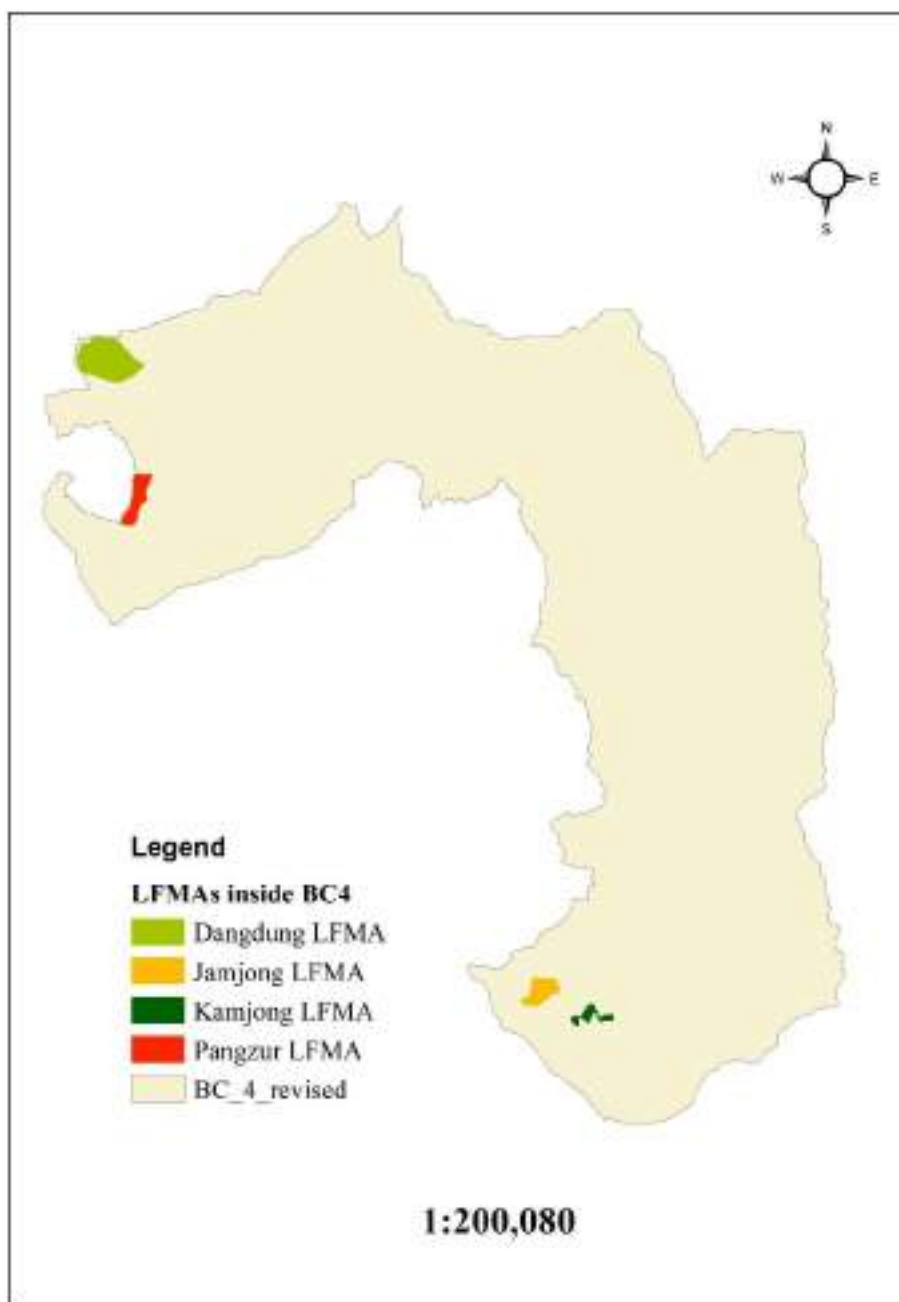 N
W E
S
Legend
LFMAs inside BC4
Dangdung LFMA
Jamjong LFMA
Kamjong LFMA
Pangzur LFMA
BC_4_revised
1:200,080